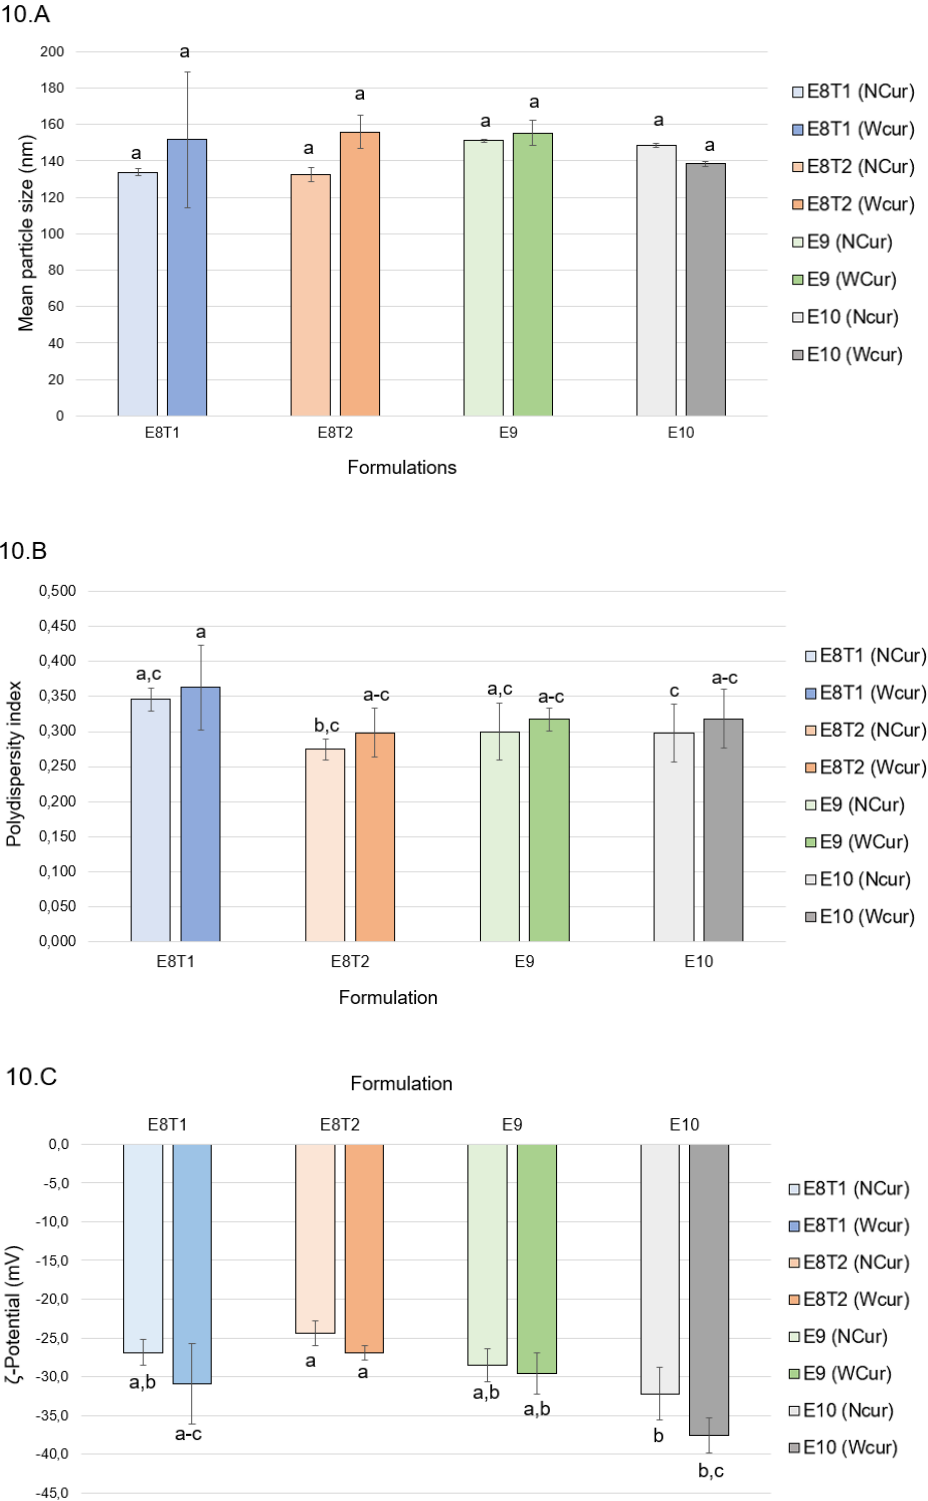 10.A
200
180
160
140
120
100
80
60
40
20
0
Mean particle size (nm)
a
a
a
a
a
a
a
a
E8T1
E8T2
E9
E10
Formulations
E8T1 (NCur)
E8T1 (Wcur)
E8T2 (NCur)
E8T2 (Wcur)
E9 (NCur)
E9 (WCur)
E10 (Ncur)
E10 (Wcur)
10.B
0,500
0,450
0,400
0,350
0,300
0,250
0,200
0,150
0,100
0,050
0,000
Polydispersity index
a,c
a
b,c
a-c
a,c
a-c
c
a-c
E8T1
E8T2
E9
E10
Formulation
E8T1 (NCur)
E8T1 (Wcur)
E8T2 (NCur)
E8T2 (Wcur)
E9 (NCur)
E9 (WCur)
E10 (Ncur)
E10 (Wcur)
10.C
Formulation
E8T1
E8T2
E9
E10
0,0
-5,0
-10,0
-15,0
-20,0
-25,0
-30,0
-35,0
-40,0
-45,0
ζ-Potential (mV)
a,b
a-c
a
a
a,b
a,b
b
b,c
E8T1 (NCur)
E8T1 (Wcur)
E8T2 (NCur)
E8T2 (Wcur)
E9 (NCur)
E9 (WCur)
E10 (Ncur)
E10 (Wcur)